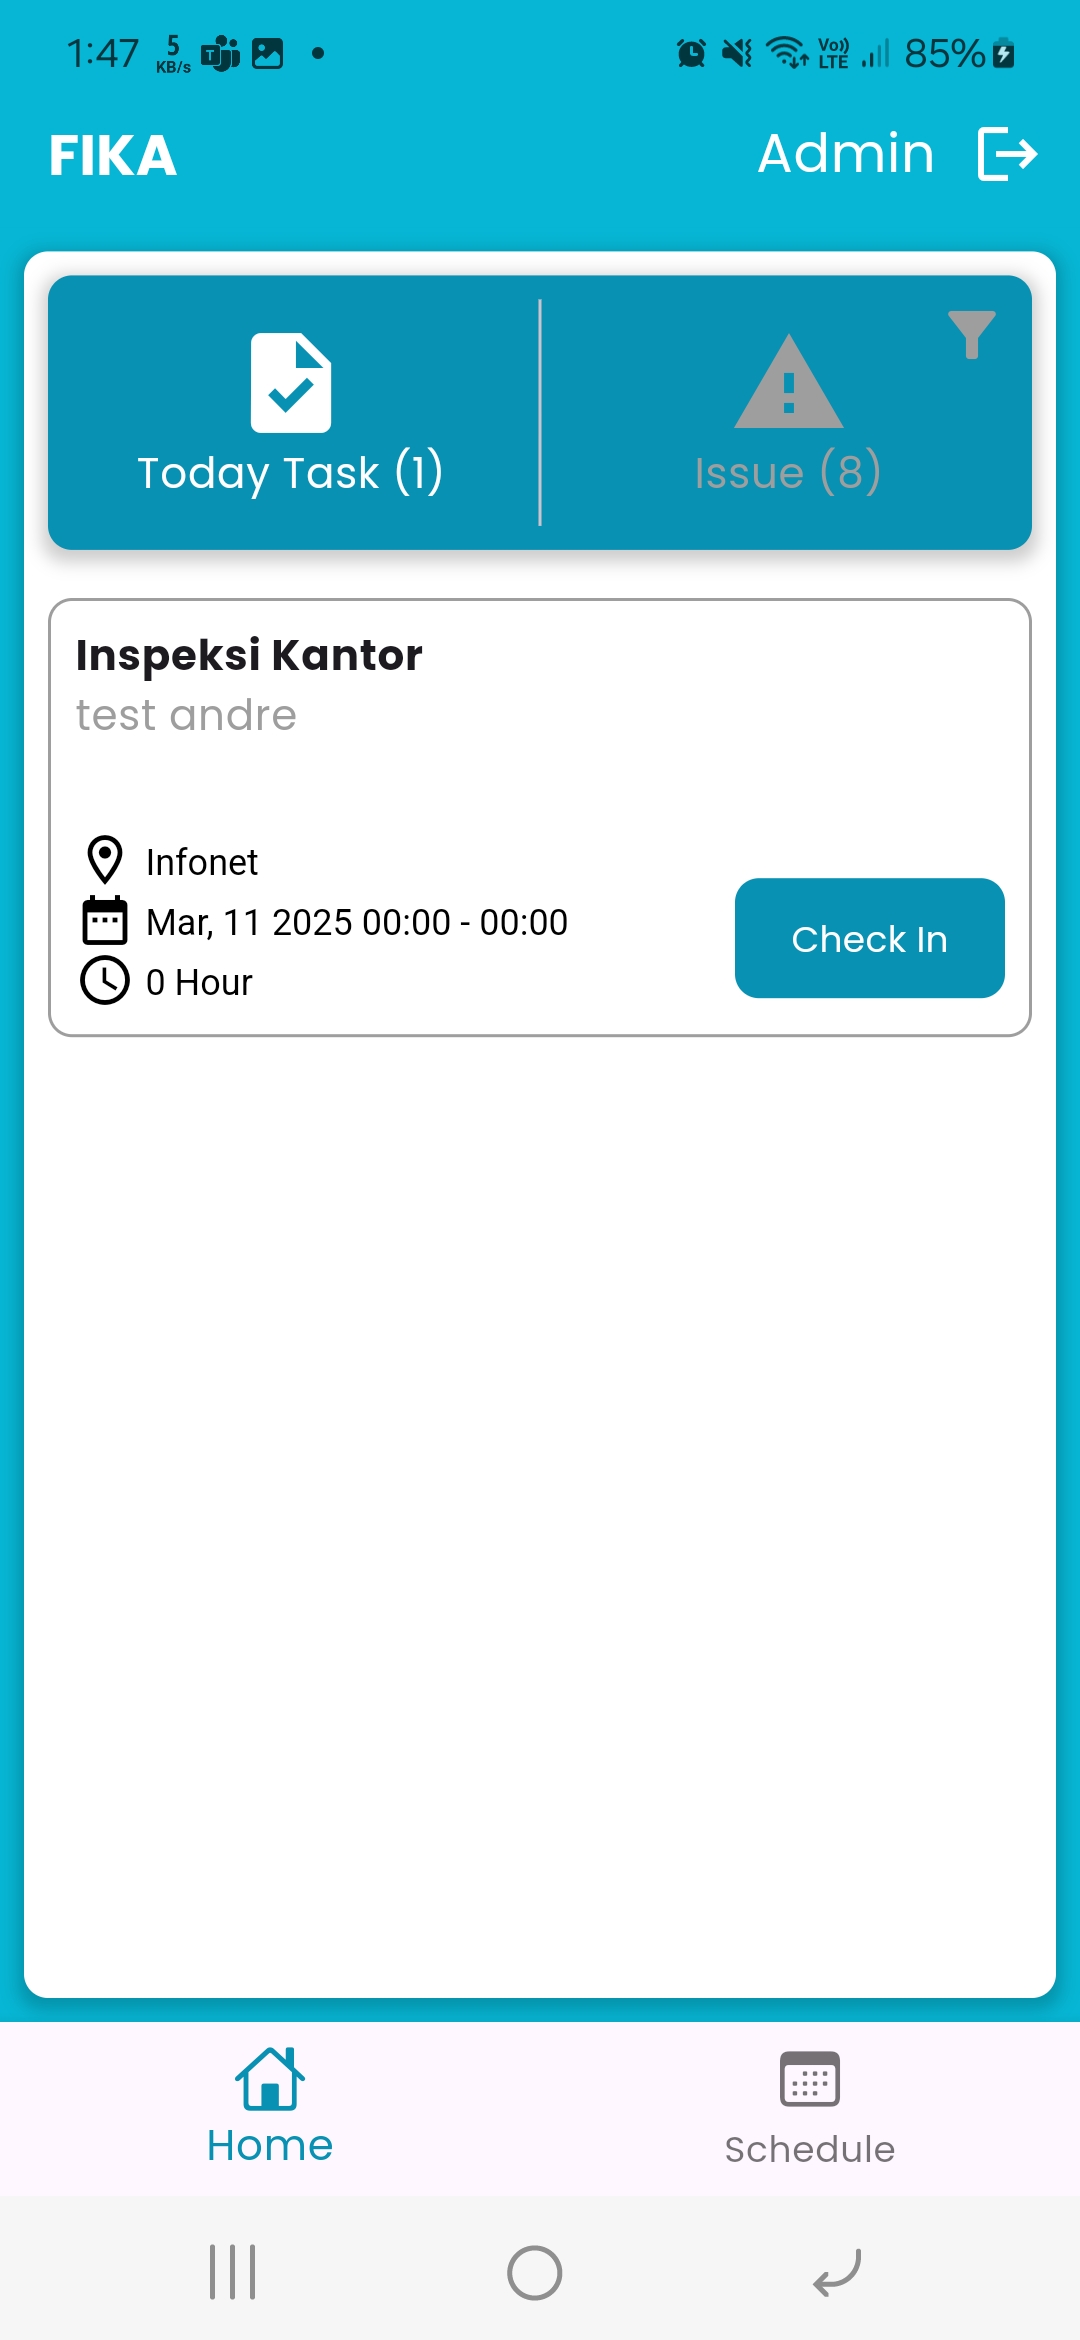 1:47 5 KB/s T Vo)) LTE 85%
FIKA Admin
Today Task (1) Issue (8)
Inspeksi Kantor
test andre
Infonet
Mar, 11 2025 00:00 - 00:00
0 Hour
Check In
Home Schedule